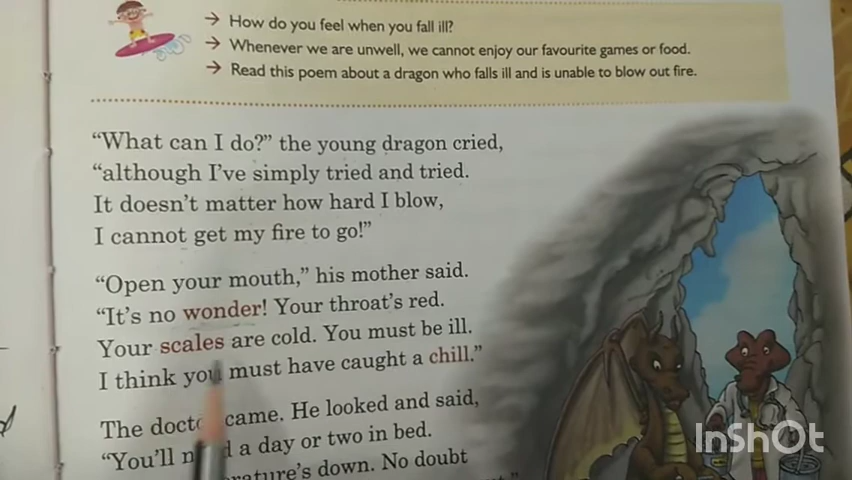 → How do you feel when you fall ill?
→ Whenever we are unwell, we cannot enjoy our favourite games or food.
→ Read this poem about a dragon who falls ill and is unable to blow out fire.
“What can I do?” the young dragon cried,
“although I’ve simply tried and tried.
It doesn’t matter how hard I blow,
I cannot get my fire to go!”
“Open your mouth,” his mother said.
“It’s no wonder! Your throat’s red.
Your scales are cold. You must be ill.
I think you must have caught a chill.”
The came. He looked and said,
“You’ll a day or two in bed.
down. No doubt
InShOt